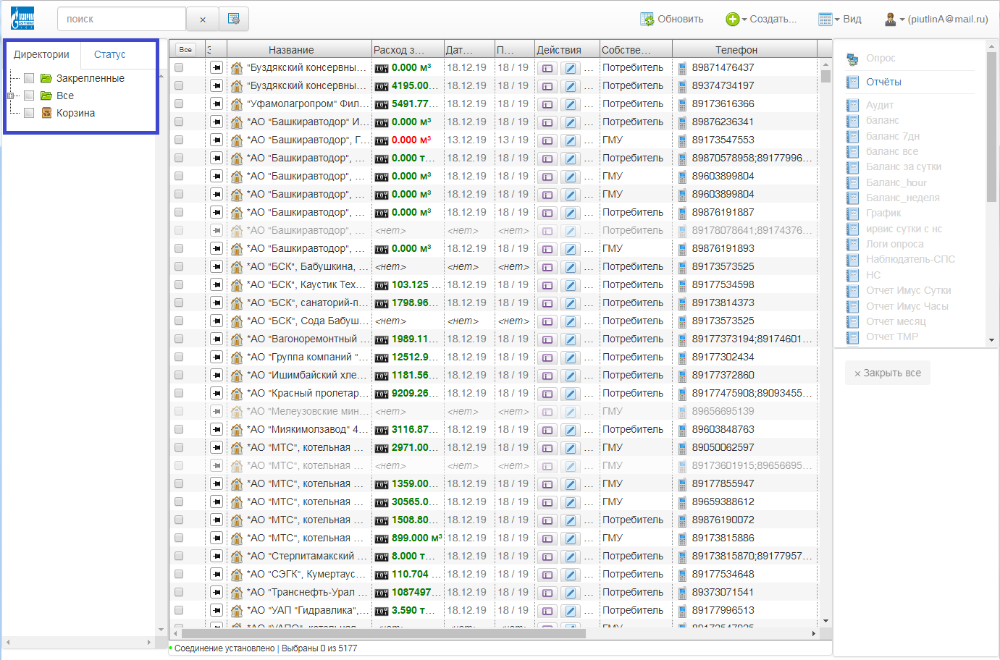 ГАЗПРОМ
поиск
×
Обновить
Создать...
Вид
(piutlinA@mail.ru)
Директории
Статус
Закрепленные
Все
Корзина
Все
Название Расход з... Дат... П... Действия Собстве... Телефон
"Буздякский консервны... 0.000 м³ 18.12.19 18 / 19 ... Потребитель 89871476437
"Буздякский консервны... 4195.00... 18.12.19 18 / 19 ... Потребитель 89374734197
"Уфамолагропром" Фил... 5491.77... 18.12.19 18 / 19 ... Потребитель 89173616366
*АО "Башкиравтодор" И... 0.000 м³ 18.12.19 18 / 19 ... Потребитель 89876236341
*АО "Башкиравтодор", Г... 0.000 м³ 13.12.19 13 / 19 ... ГМУ 89173547553
*АО "Башкиравтодор", ... 0.000 т... 18.12.19 18 / 19 ... Потребитель 89870578958;89177996...
*АО "Башкиравтодор", ... 0.000 м³ 18.12.19 18 / 19 ... ГМУ 89603899804
*АО "Башкиравтодор", ... 0.000 м³ 18.12.19 18 / 19 ... ГМУ 89603899804
*АО "Башкиравтодор", ... 0.000 м³ 18.12.19 18 / 19 ... Потребитель 89876191887
*АО "Башкиравтодор", ... <нет> <нет> <нет> ... Потребитель 89178078641;89174376...
*АО "Башкиравтодор", ... 0.000 м³ 18.12.19 18 / 19 ... ГМУ 89876191893
*АО "БСК", Бабушкина, ... <нет> <нет> <нет> ... Потребитель 89173573525
*АО "БСК", Каустик Тех... 103.125 ... 18.12.19 18 / 19 ... Потребитель 89177534598
*АО "БСК", санаторий-п... 1798.96... 18.12.19 18 / 19 ... Потребитель 89173814373
*АО "БСК", Сода Бабуш... <нет> <нет> <нет> ... Потребитель 89173573525
*АО "Вагоноремонтный ... 1989.11... 18.12.19 18 / 19 ... Потребитель 89177373194;89174601...
*АО "Группа компаний "... 12512.9... 18.12.19 18 / 19 ... Потребитель 89177302434
*АО "Ишимбайский хле... 1181.56... 18.12.19 18 / 19 ... Потребитель 89177372860
*АО "Красный пролетар... 9209.26... 18.12.19 18 / 19 ... Потребитель 89177475908;89093455...
*АО "Мелеузовские мин... <нет> <нет> <нет> ... ГМУ 89656695139
*АО "Миякимолзавод" 4... 3116.87... 18.12.19 18 / 19 ... Потребитель 89603848763
*АО "МТС", котельная ... 2971.00... 18.12.19 18 / 19 ... ГМУ 89050062597
*АО "МТС", котельная ... <нет> <нет> <нет> ... ГМУ 89173601915;89656695...
*АО "МТС", котельная ... 1359.00... 18.12.19 18 / 19 ... ГМУ 89177855947
*АО "МТС", котельная ... 30565.0... 18.12.19 18 / 19 ... ГМУ 89659388612
*АО "МТС", котельная ... 1508.80... 18.12.19 18 / 19 ... Потребитель 89876190072
*АО "МТС", котельная ... 899.000 м³ 18.12.19 18 / 19 ... ГМУ 89173815886
*АО "Стерлитамакский ... 8.000 т... 18.12.19 18 / 19 ... Потребитель 89173815870;89177957...
*АО "СЭГК", Кумертаус... 110.704 ... 18.12.19 18 / 19 ... Потребитель 89177534648
*АО "Транснефть-Урал ... 1087497... 18.12.19 18 / 19 ... Потребитель 89373071541
*АО "УАП "Гидравлика",... 3.590 т... 18.12.19 18 / 19 ... Потребитель 89177996513
Соединение установлено | Выбраны 0 из 5177
Опрос
Отчёты
Аудит
баланс
баланс 7дн
баланс все
Баланс за сутки
Баланс_hour
Баланс_неделя
График
ирвис сутки с нс
Логи опроса
Наблюдатель-СПС
НС
Отчет Имус Сутки
Отчет Имус Часы
Отчет месяц
Отчет ТМР
× Закрыть все